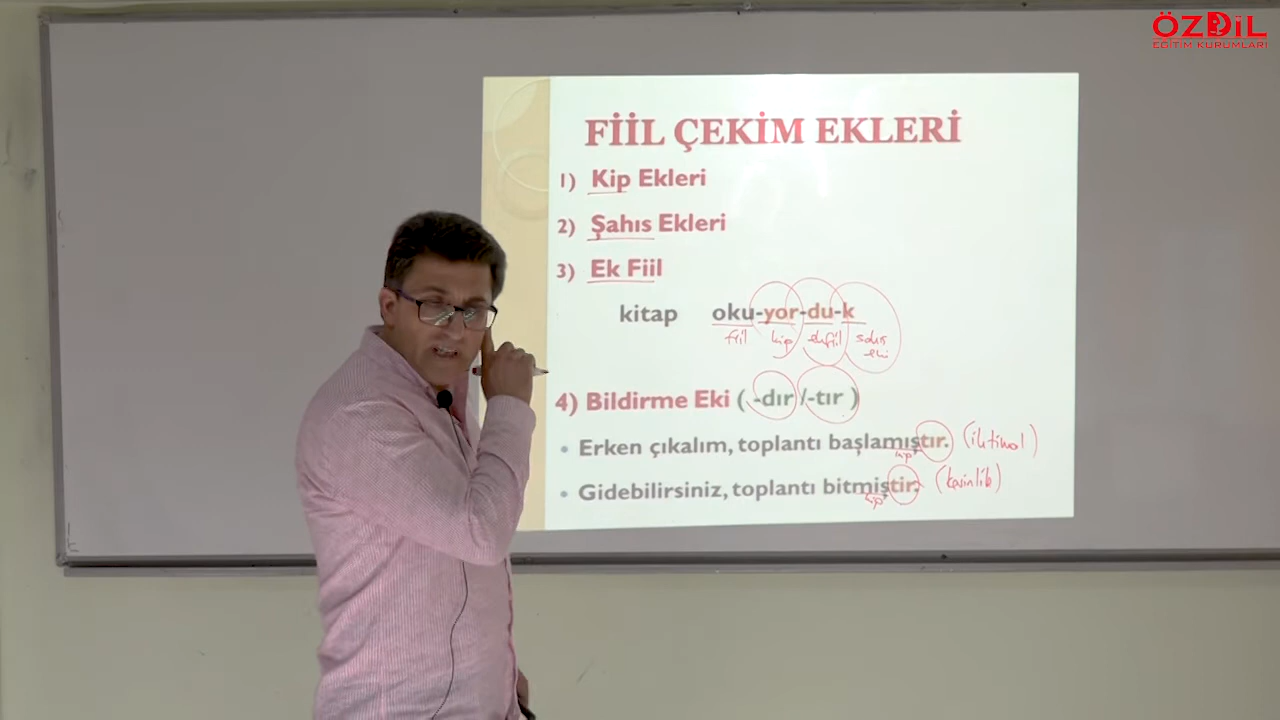 ÖZDİL
EĞİTİM KURUMLARI
FİİL ÇEKİM EKLERİ
1) Kip Ekleri
2) Şahıs Ekleri
3) Ek Fiil
kitap oku-yor-du-k
fiil kip ekfiil şahıs
eki
4) Bildirme Eki ( -dır /-tır )
• Erken çıkalım, toplantı başlamıştır. (ihtimal)
kip
• Gidebilirsiniz, toplantı bitmiştir. (kesinlik)
kip